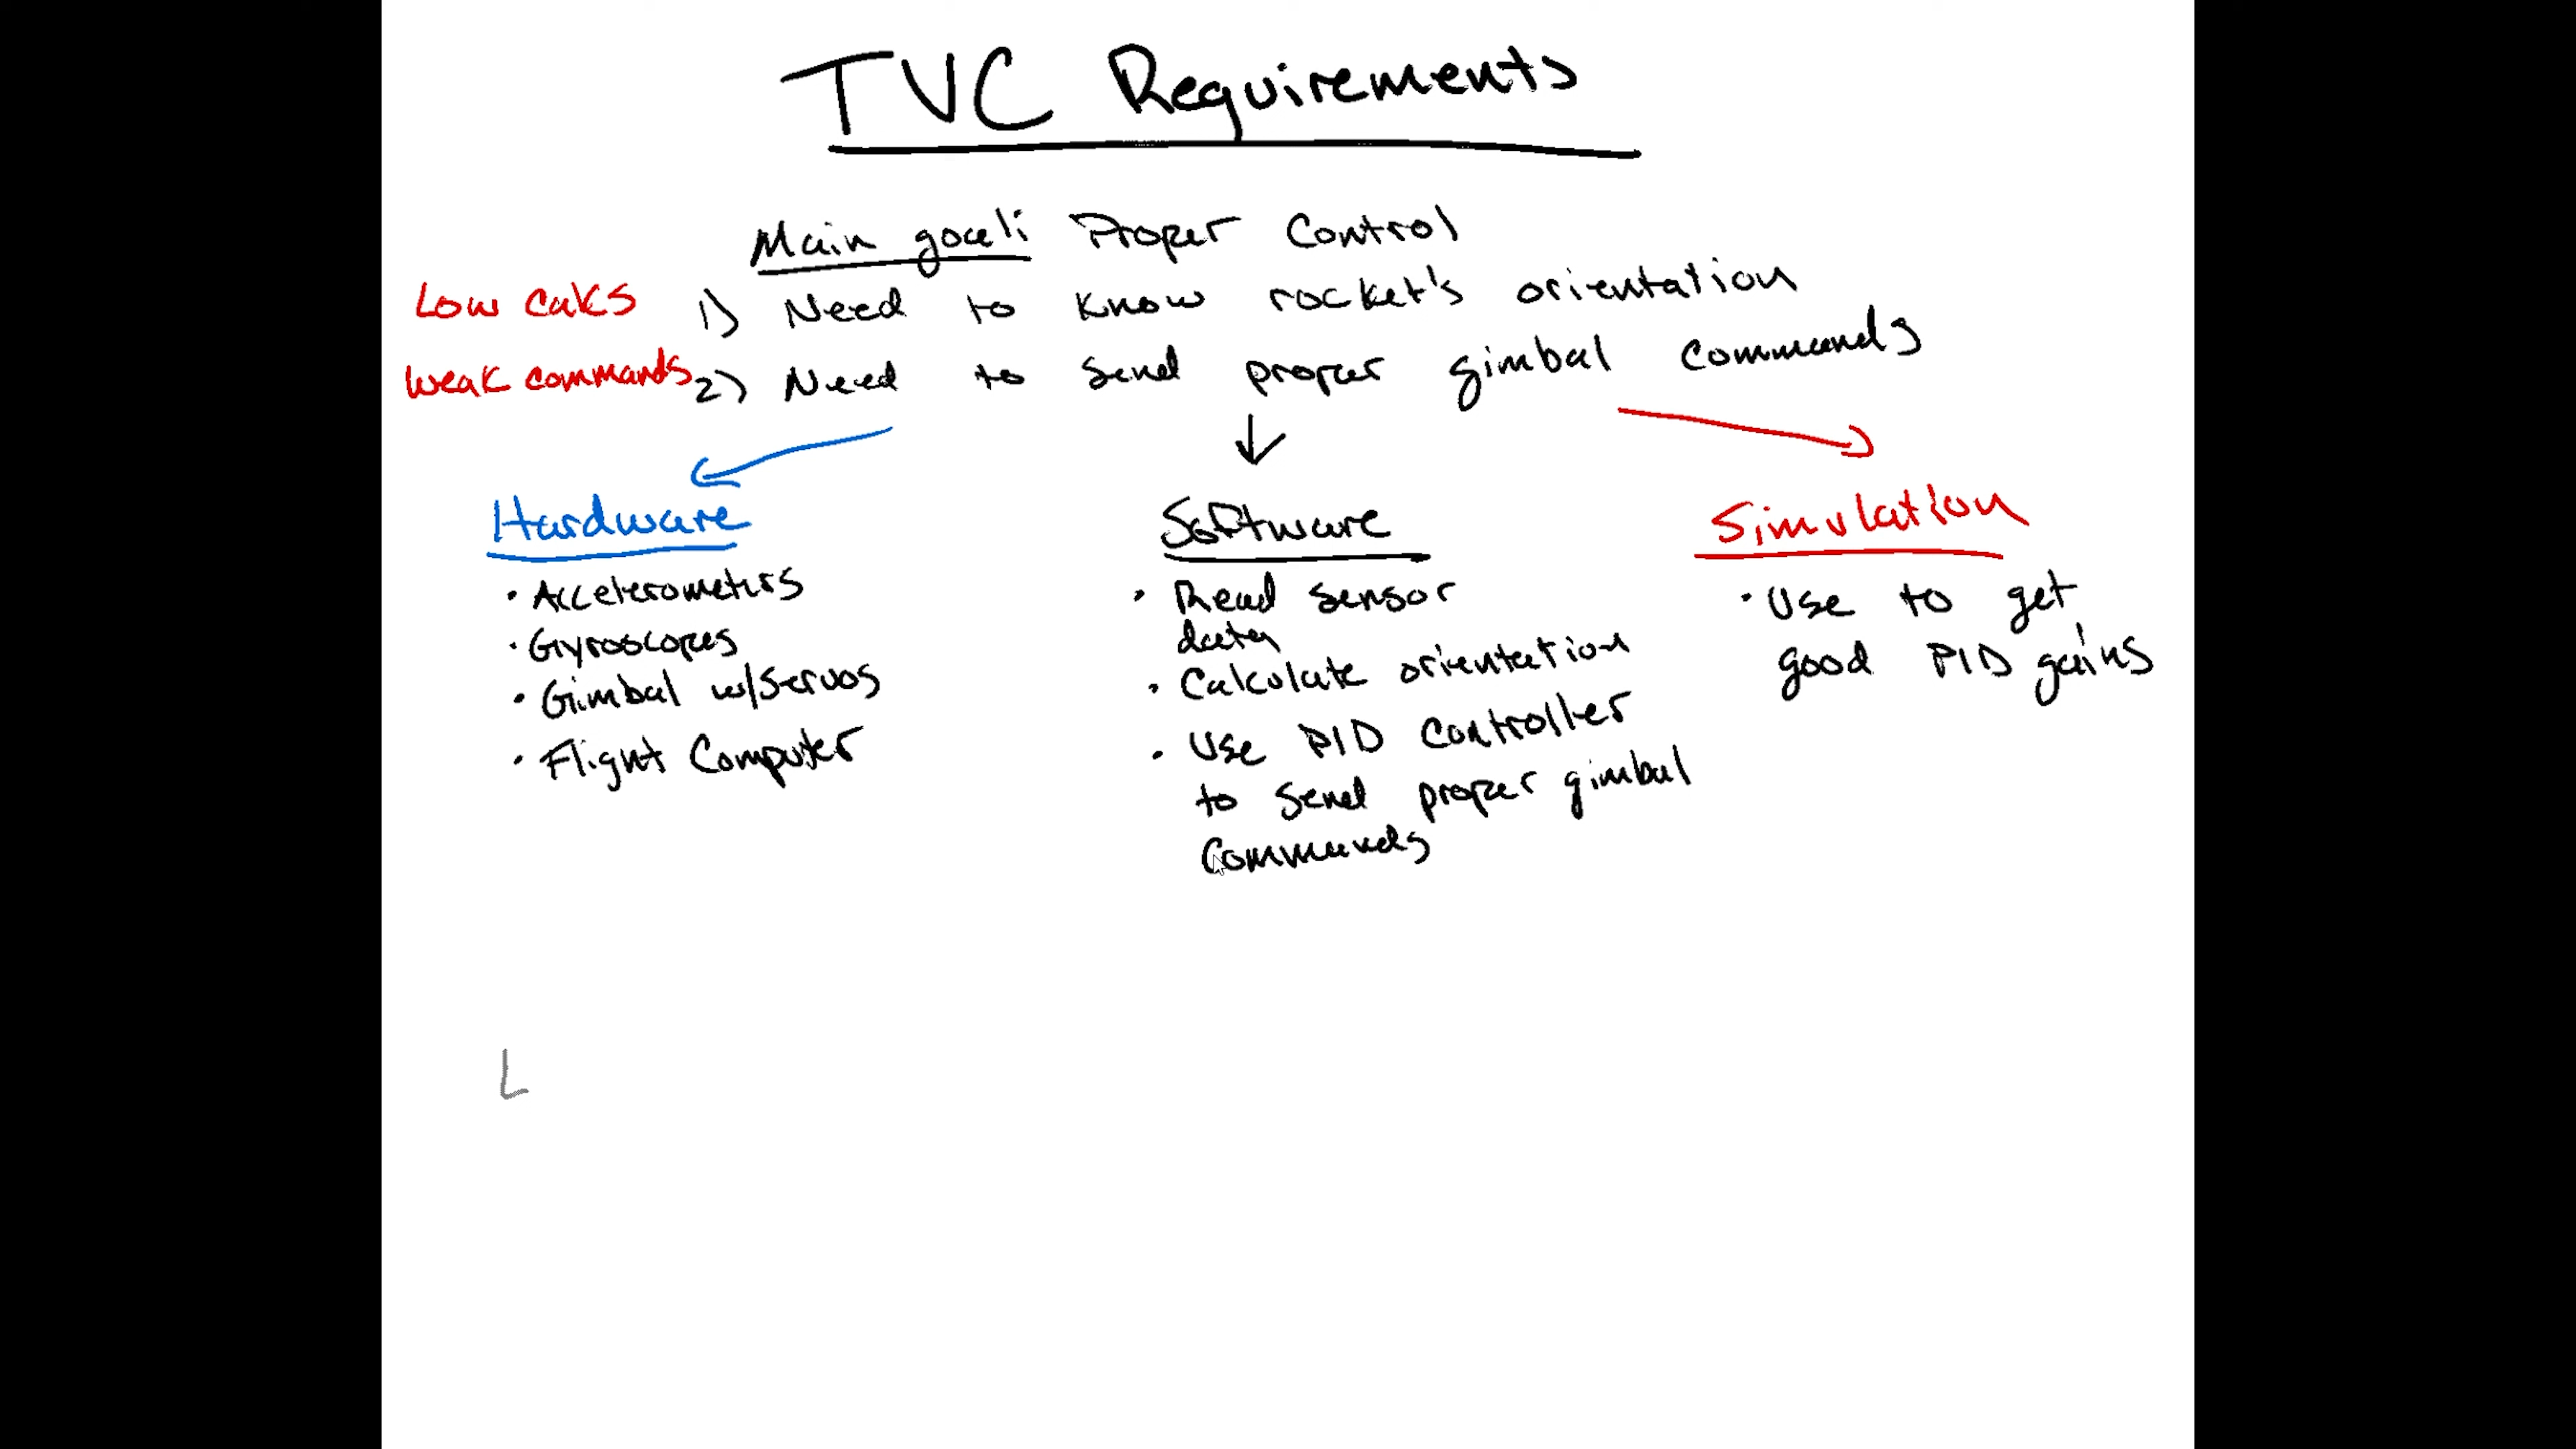 TVC Requirements
Main goal: Proper Control
Low calcs 1) Need to know rocket's orientation
Weak commands 2) Need to send proper gimbal commands
Hardware
• Accelerometers
• Gyroscopes
• Gimbal w/servos
• Flight Computer
Software
• Read sensor
data
• Calculate orientation
• Use PID controller
to send proper gimbal
commands
Simulation
• Use to get
good PID gains
L